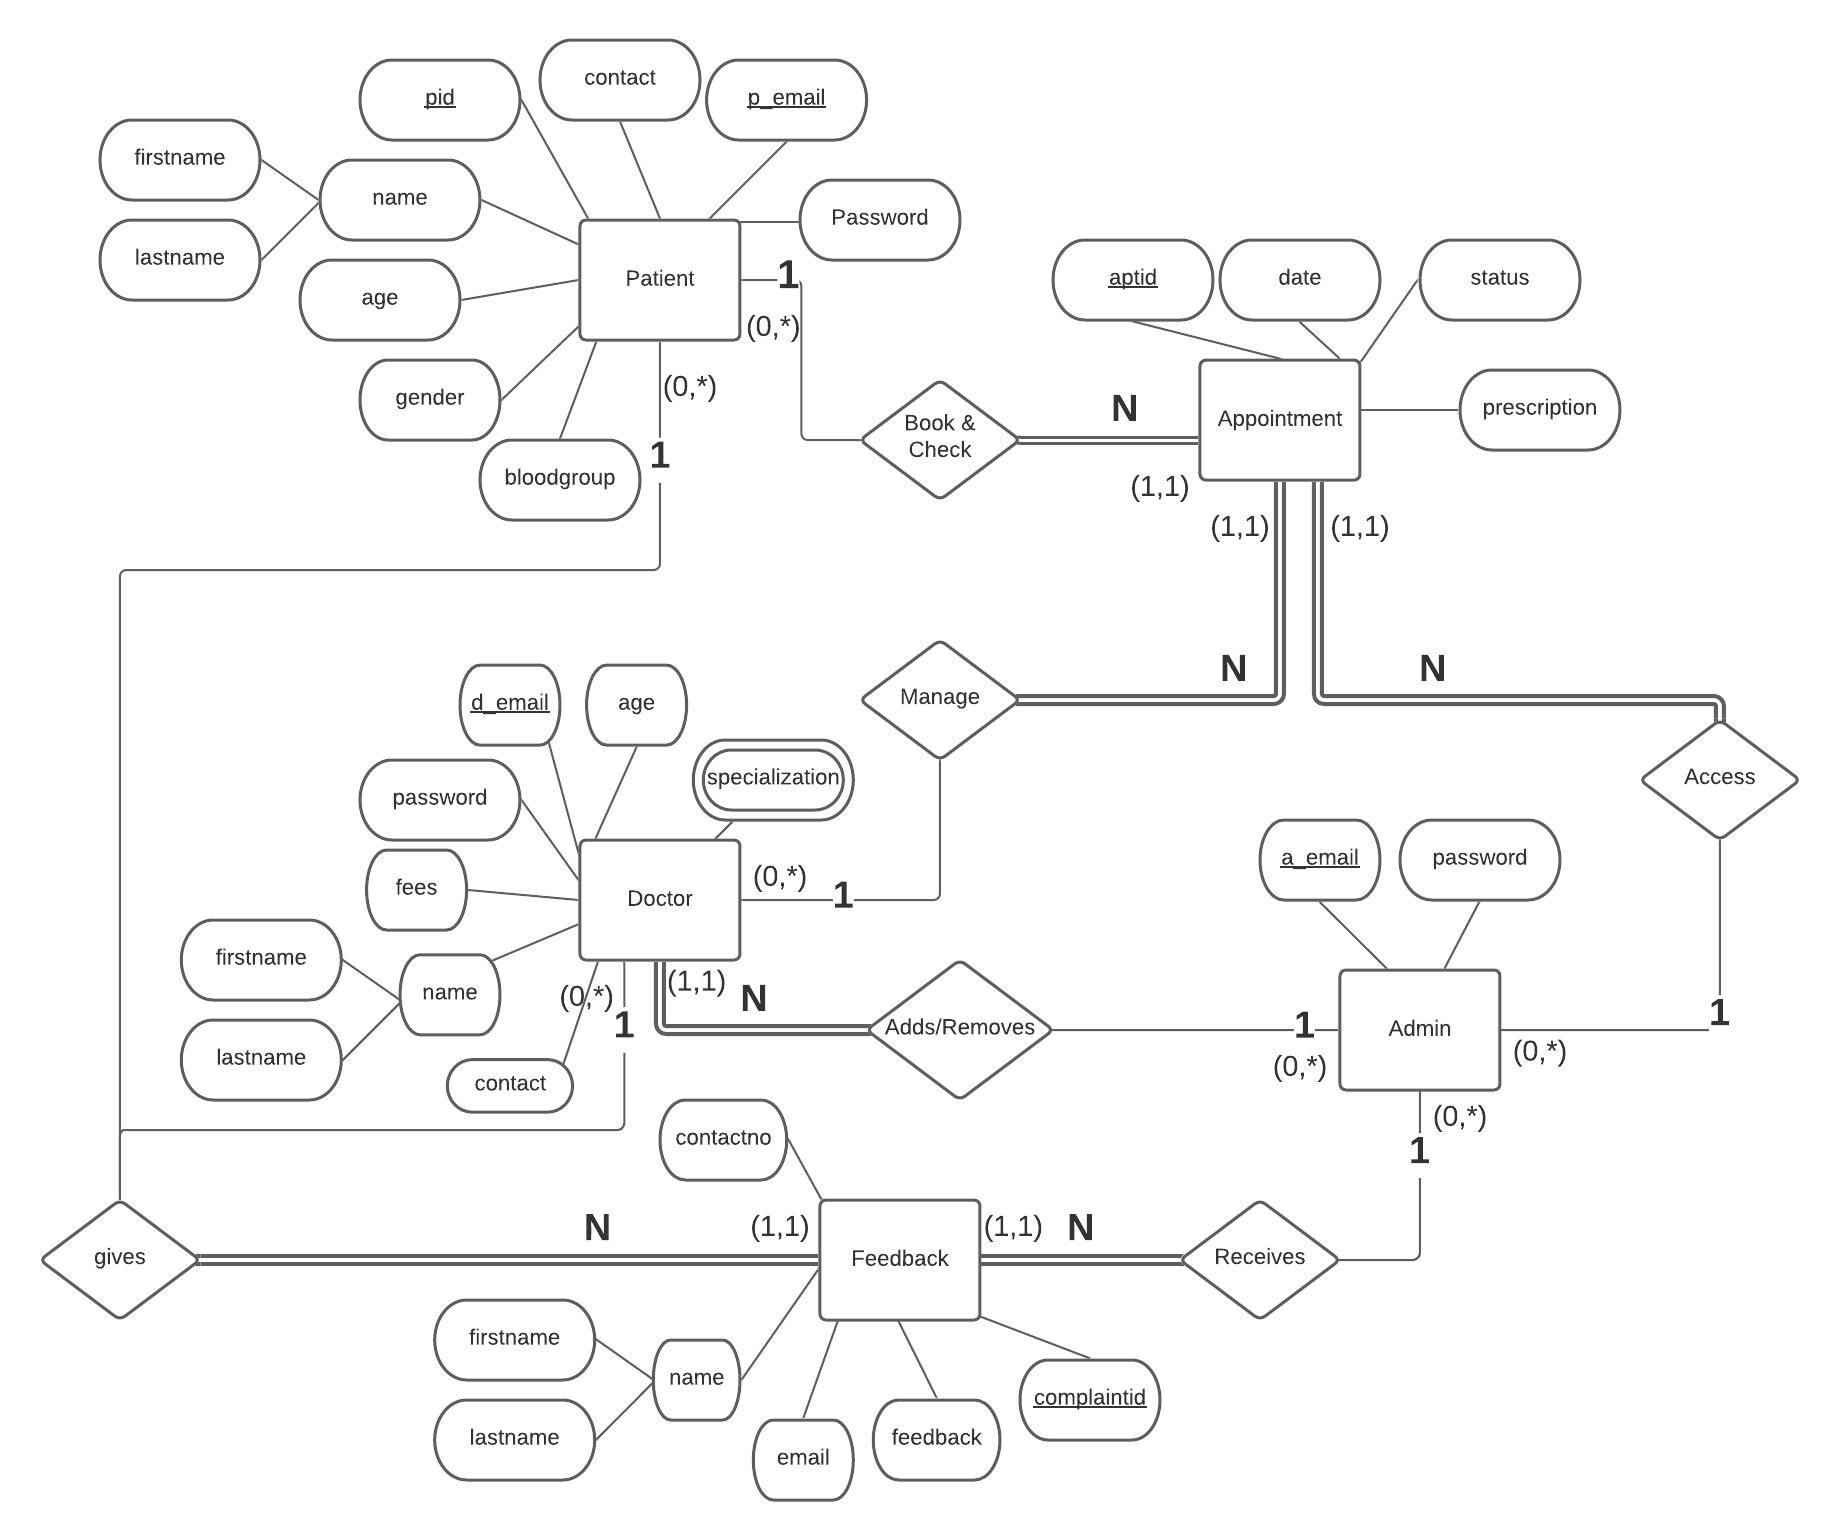 contact
pid
p_email
firstname
name
Password
lastname
Patient
1
age
(0,*)
aptid
date
status
(0,*)
gender
bloodgroup
1
Book &
Check
N
Appointment
prescription
(1,1)
(1,1)
(1,1)
Manage
N
N
Access
d_email
age
specialization
password
fees
Doctor
(0,*)
1
a_email
password
firstname
name
lastname
(0,*)
1
(1,1)
N
contact
Adds/Removes
1
(0,*)
Admin
1
(0,*)
(0,*)
1
contactno
gives
N
(1,1)
Feedback
(1,1)
N
Receives
firstname
name
lastname
email
feedback
complaintid